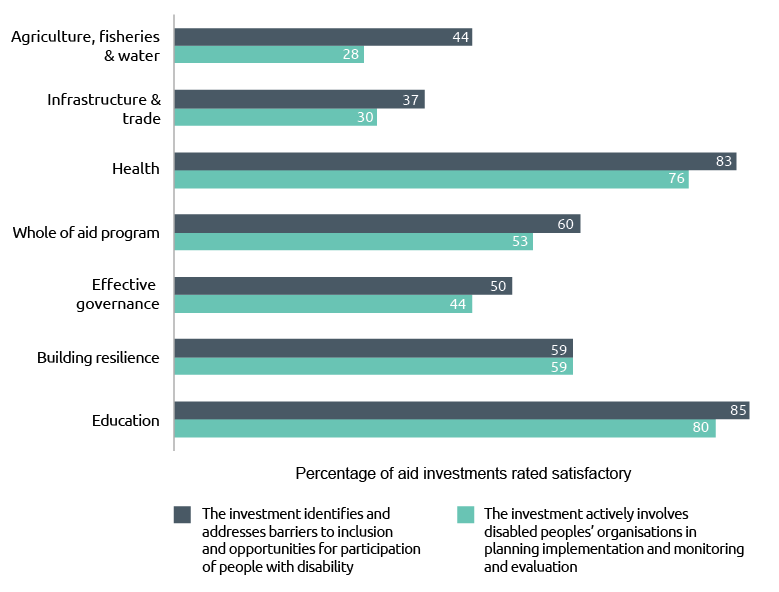 Agriculture, fisheries
& water
44
28
Infrastructure &
trade
37
30
Health
83
76
Whole of aid program
60
53
Effective
governance
50
44
Building resilience
59
59
Education
85
80
Percentage of aid investments rated satisfactory
The investment identifies and
addresses barriers to inclusion
and opportunities for participation
of people with disability
The investment actively involves
disabled peoples’ organisations in
planning implementation and monitoring
and evaluation